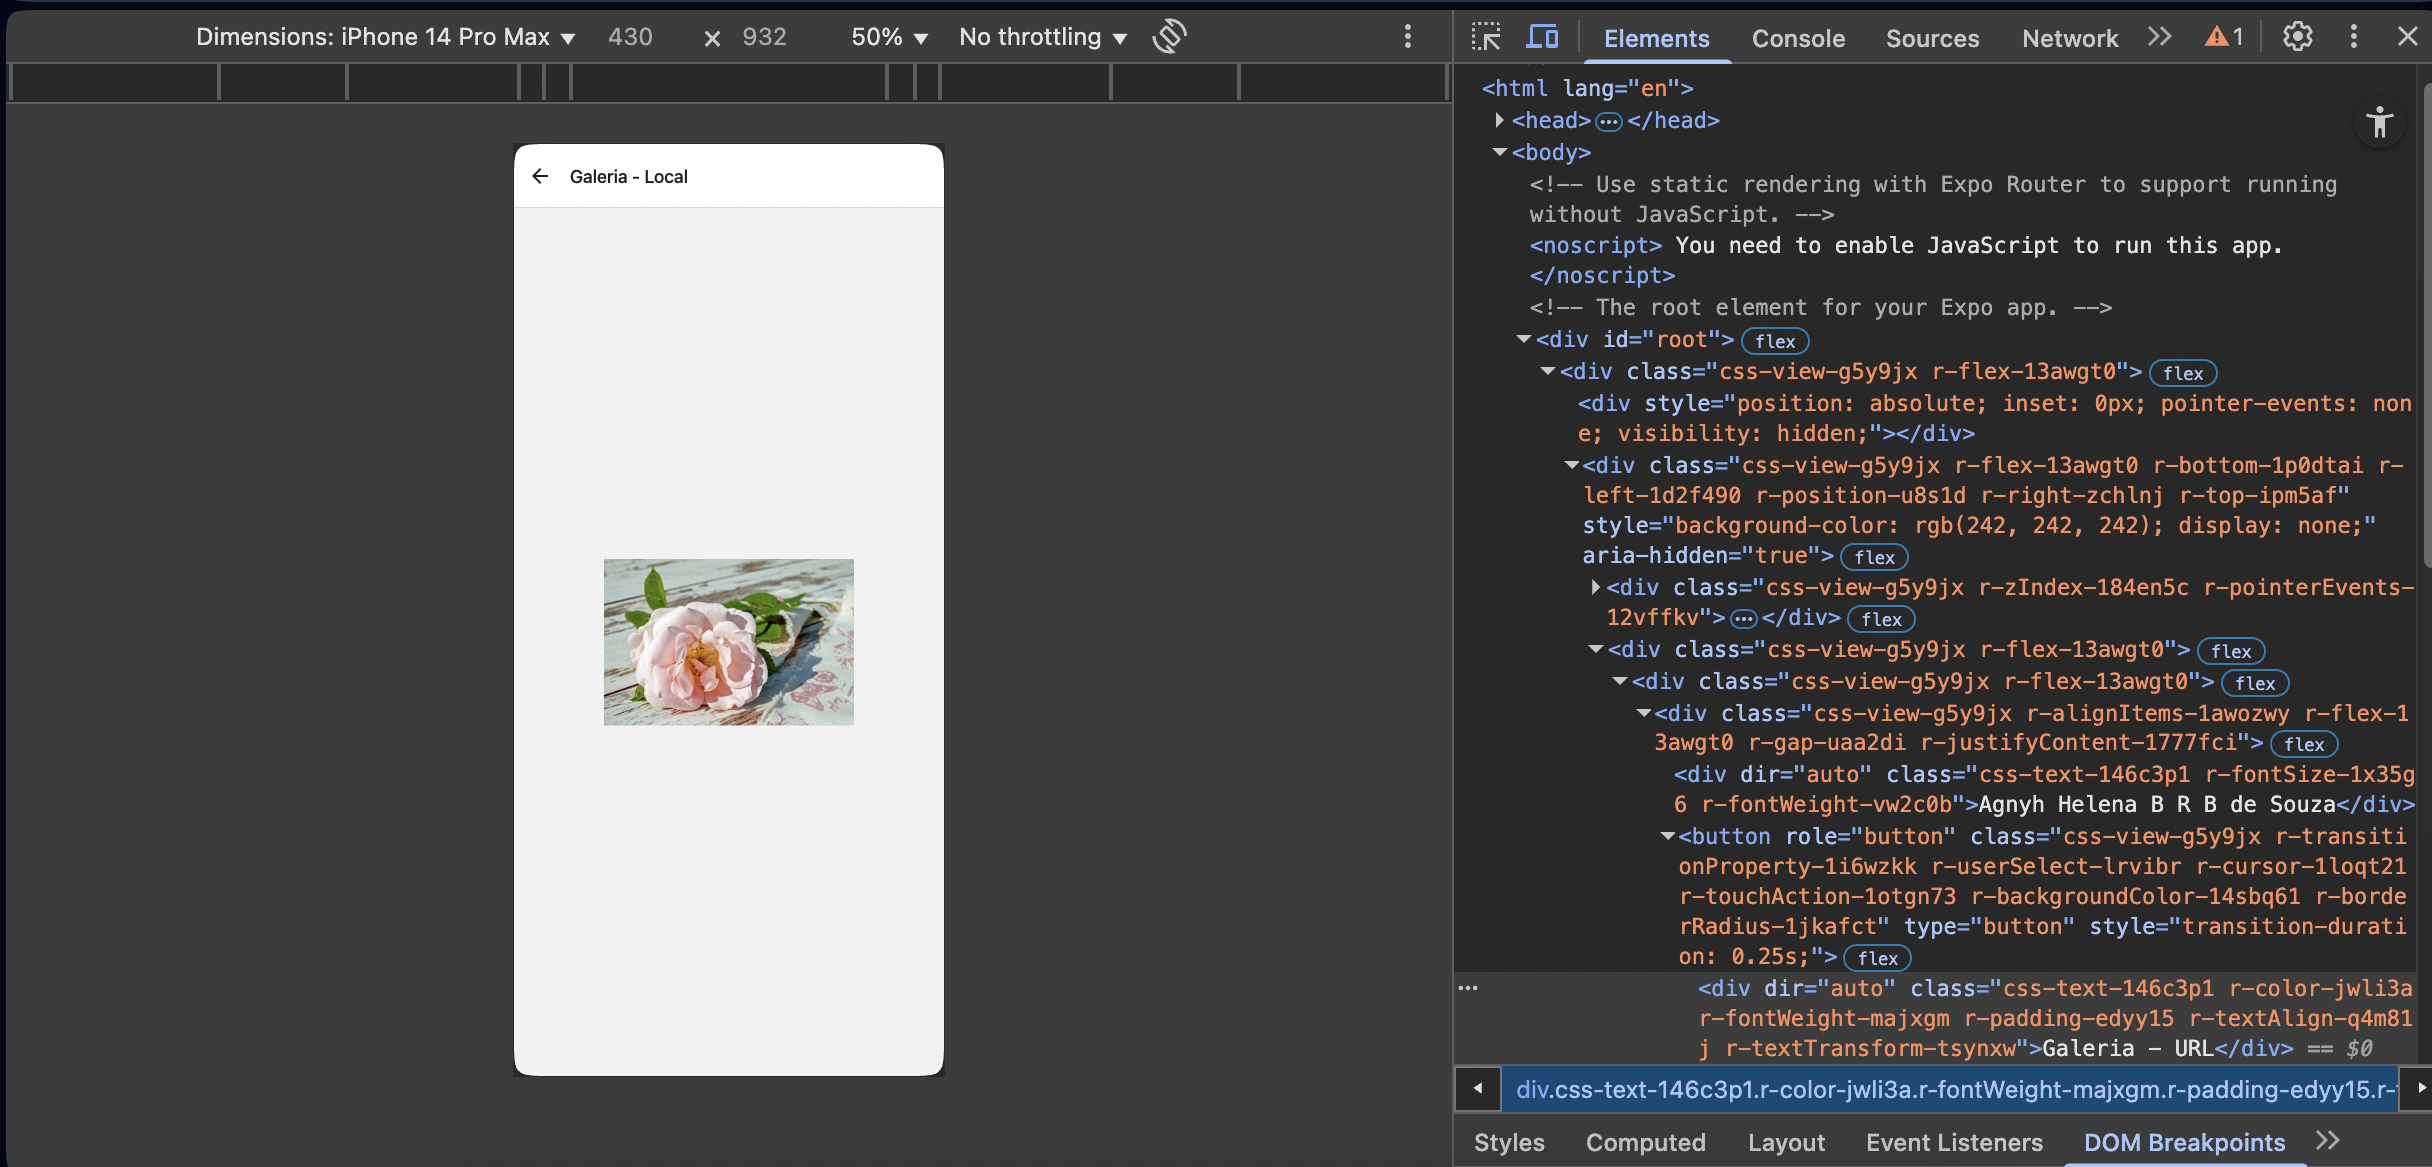 Dimensions: iPhone 14 Pro Max 430 × 932 50% No throttling
Elements Console Sources Network 1
Galeria - Local
<html lang="en">
<head>…</head>
<body>
<!-- Use static rendering with Expo Router to support running
without JavaScript. -->
<noscript> You need to enable JavaScript to run this app.
</noscript>
<!-- The root element for your Expo app. -->
<div id="root"> flex
<div class="css-view-g5y9jx r-flex-13awgt0"> flex
<div style="position: absolute; inset: 0px; pointer-events: non
e; visibility: hidden;"></div>
<div class="css-view-g5y9jx r-flex-13awgt0 r-bottom-1p0dtai r-
left-1d2f490 r-position-u8s1d r-right-zchlnj r-top-ipm5af"
style="background-color: rgb(242, 242, 242); display: none;"
aria-hidden="true"> flex
<div class="css-view-g5y9jx r-zIndex-184en5c r-pointerEvents-
12vffkv">…</div> flex
<div class="css-view-g5y9jx r-flex-13awgt0"> flex
<div class="css-view-g5y9jx r-flex-13awgt0"> flex
<div class="css-view-g5y9jx r-alignItems-1awozwy r-flex-1
3awgt0 r-gap-uaa2di r-justifyContent-1777fci"> flex
<div dir="auto" class="css-text-146c3p1 r-fontSize-1x35g
6 r-fontWeight-vw2c0b">Agnyh Helena B R B de Souza</div>
<button role="button" class="css-view-g5y9jx r-transiti
onProperty-1i6wzkk r-userSelect-lrvibr r-cursor-1loqt21
r-touchAction-1otgn73 r-backgroundColor-14sbq61 r-borde
rRadius-1jkafct" type="button" style="transition-durati
on: 0.25s;"> flex
… <div dir="auto" class="css-text-146c3p1 r-color-jwli3a
r-fontWeight-majxgm r-padding-edyy15 r-textAlign-q4m81
j r-textTransform-tsynxw">Galeria - URL</div> == $0
div.css-text-146c3p1.r-color-jwli3a.r-fontWeight-majxgm.r-padding-edyy15.r-
Styles Computed Layout Event Listeners DOM Breakpoints